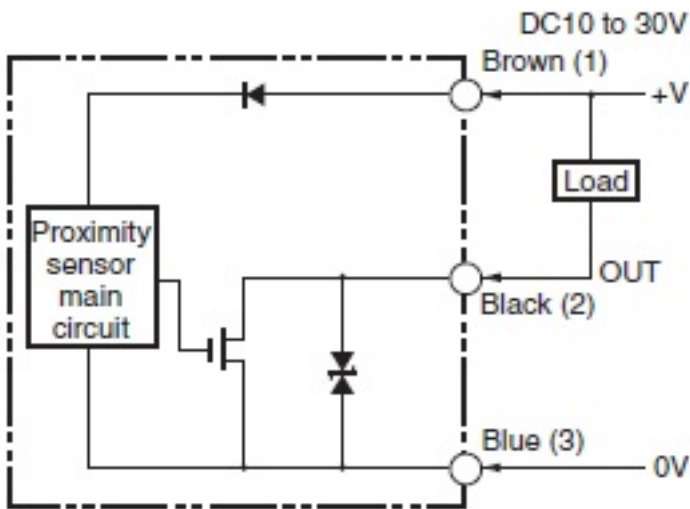 DC10 to 30V
Brown (1)
+V
Load
Proximity
sensor
main
circuit
OUT
Black (2)
Blue (3)
0V